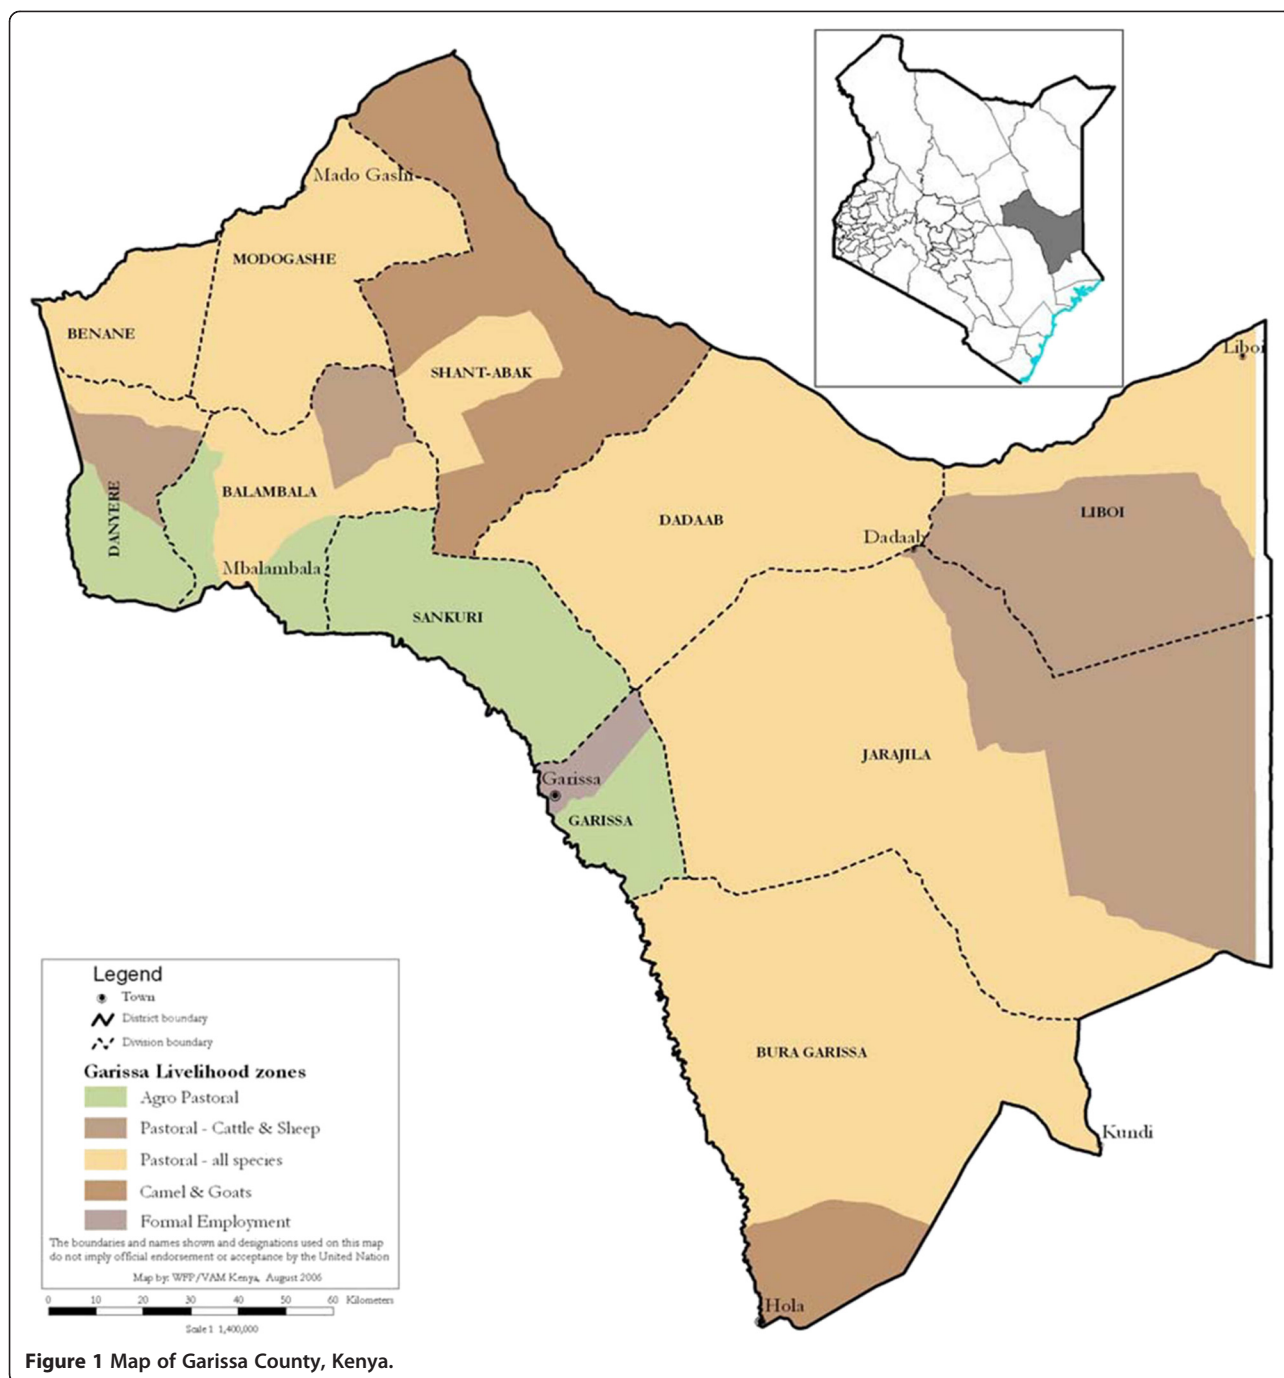 Mado Gashi
MODOGASHE
BENANE
Liboi
SHANT-ABAK
DANYERE
BALAMBALA
DADAAB
LIBOI
Dadaab
Mbalambala
SANKURI
JARAJILA
Garissa
GARISSA
BURA GARISSA
Kundi
Hola
Legend
Town
District boundary
Division boundary
Garissa Livelihood zones
Agro Pastoral
Pastoral - Cattle & Sheep
Pastoral - all species
Camel & Goats
Formal Employment
The boundaries and names shown and designations used on this map
do not imply official endorsement or acceptance by the United Nation
Map by: WFP/VAM Kenya, August 2006
0 10 20 30 40 50 60 Kilometers
Scale 1 1,400,000
Figure 1 Map of Garissa County, Kenya.